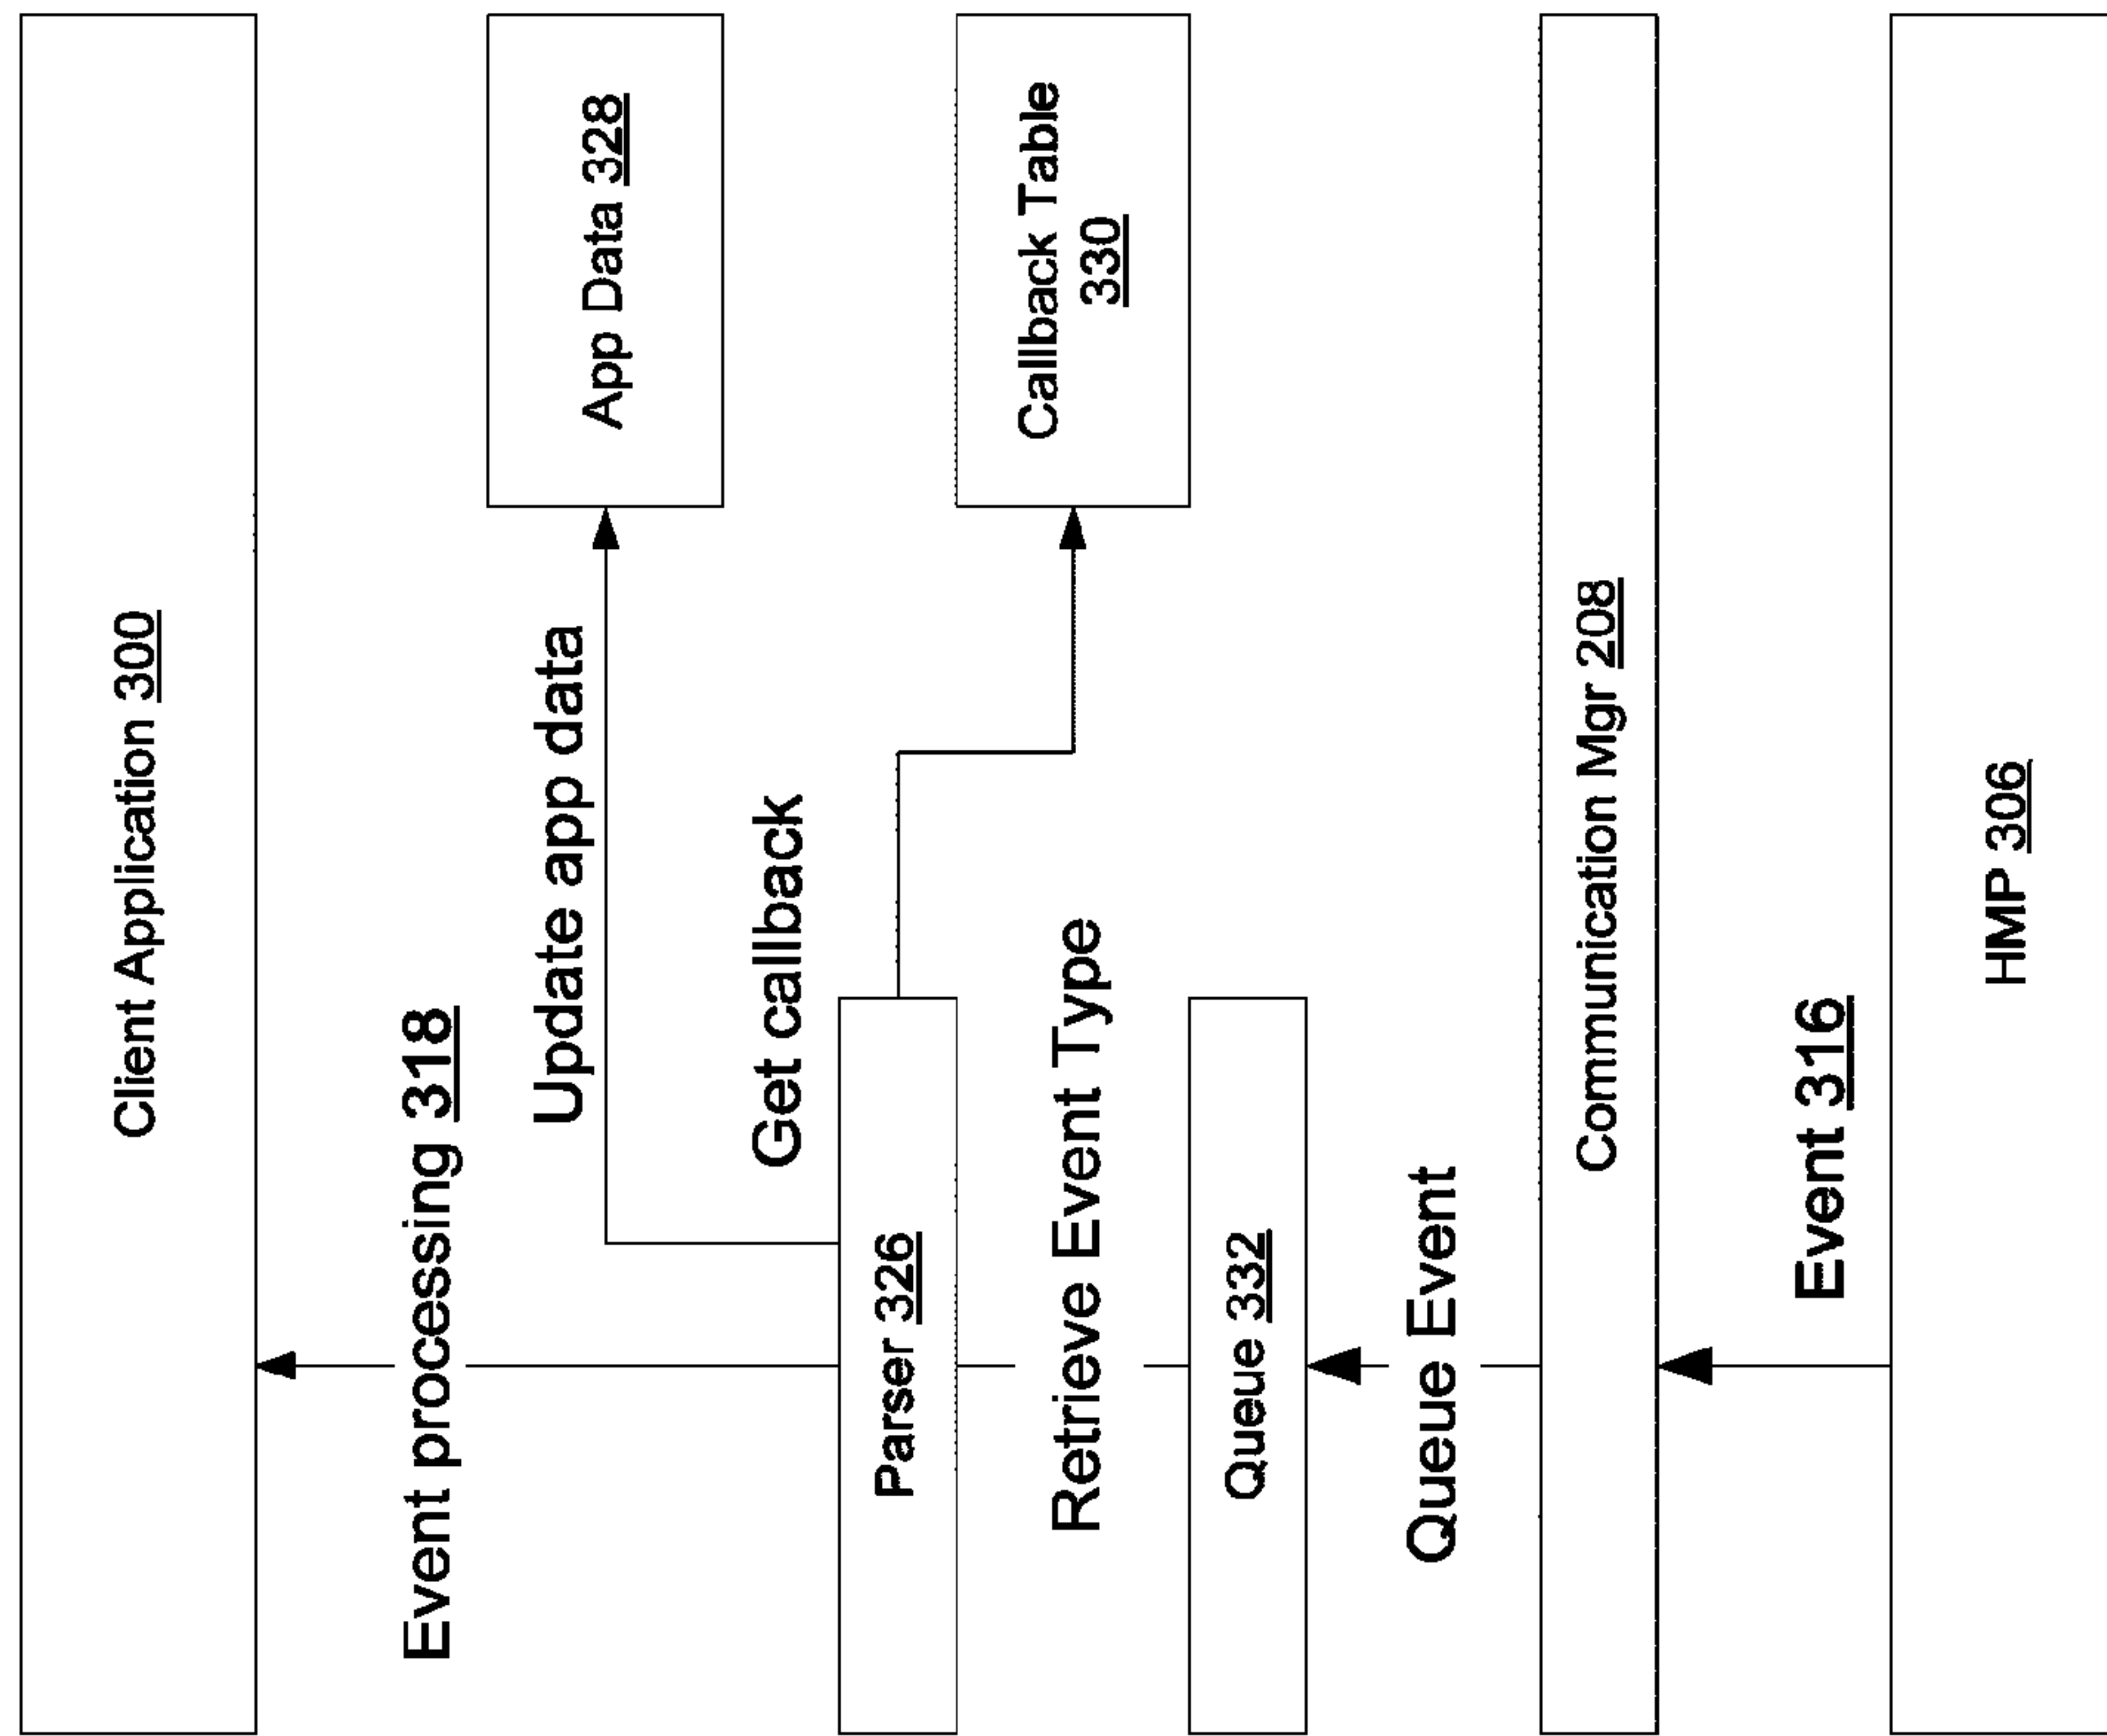 Client Application 300
Event processing 318
Update app data
App Data 328
Get callback
Parser 326
Callback Table
330
Retrieve Event Type
Queue 332
Queue Event
Communication Mgr 208
Event 316
HMP 306